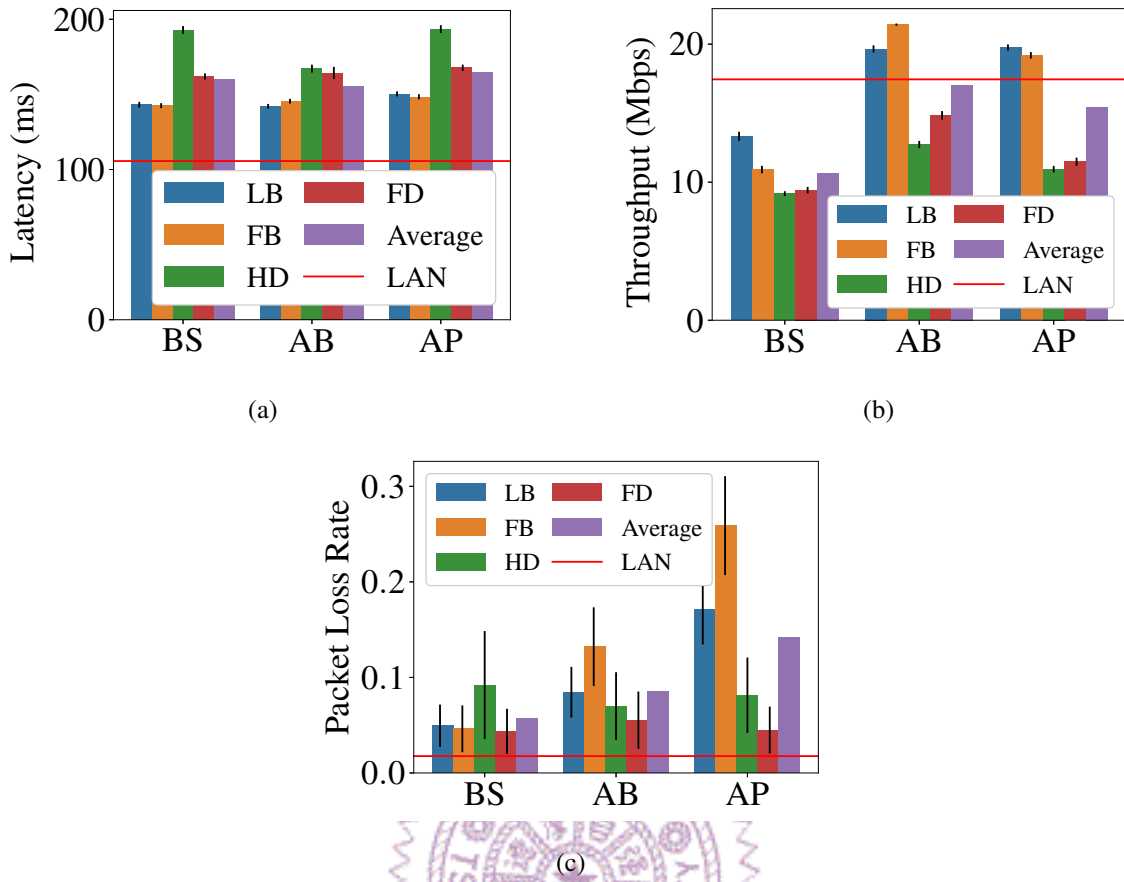 200
100
0
Latency (ms)
LB FD
FB Average
HD LAN
BS AB AP
(a)
20
10
0
Throughput (Mbps)
LB FD
FB Average
HD LAN
BS AB AP
(b)
0.3
0.2
0.1
0.0
Packet Loss Rate
LB FD
FB Average
HD LAN
BS AB AP
(c)